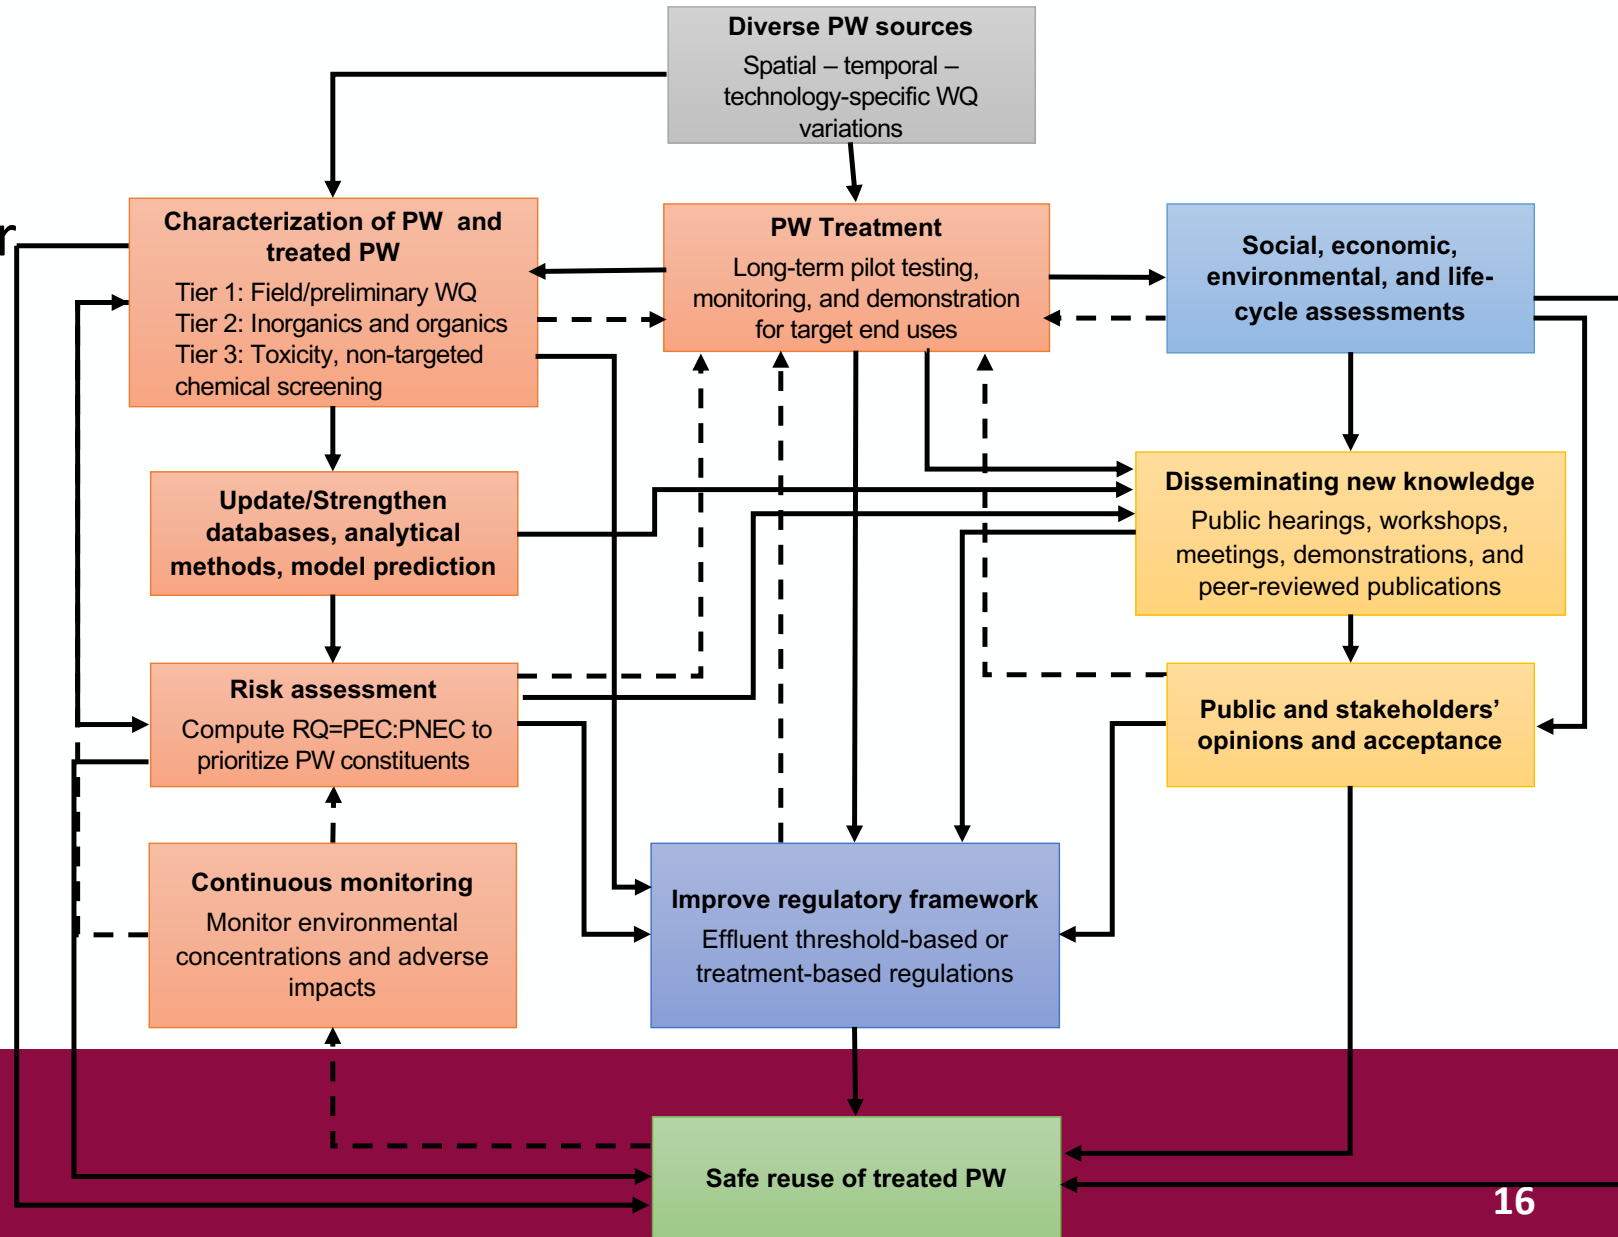 Diverse PW sources
Spatial – temporal –
technology-specific WQ
variations
r
Characterization of PW and
treated PW
Tier 1: Field/preliminary WQ
Tier 2: Inorganics and organics
Tier 3: Toxicity, non-targeted
chemical screening
PW Treatment
Long-term pilot testing,
monitoring, and demonstration
for target end uses
Social, economic,
environmental, and life-
cycle assessments
Update/Strengthen
databases, analytical
methods, model prediction
Disseminating new knowledge
Public hearings, workshops,
meetings, demonstrations, and
peer-reviewed publications
Risk assessment
Compute RQ=PEC:PNEC to
prioritize PW constituents
Public and stakeholders’
opinions and acceptance
Continuous monitoring
Monitor environmental
concentrations and adverse
impacts
Improve regulatory framework
Effluent threshold-based or
treatment-based regulations
Safe reuse of treated PW
16